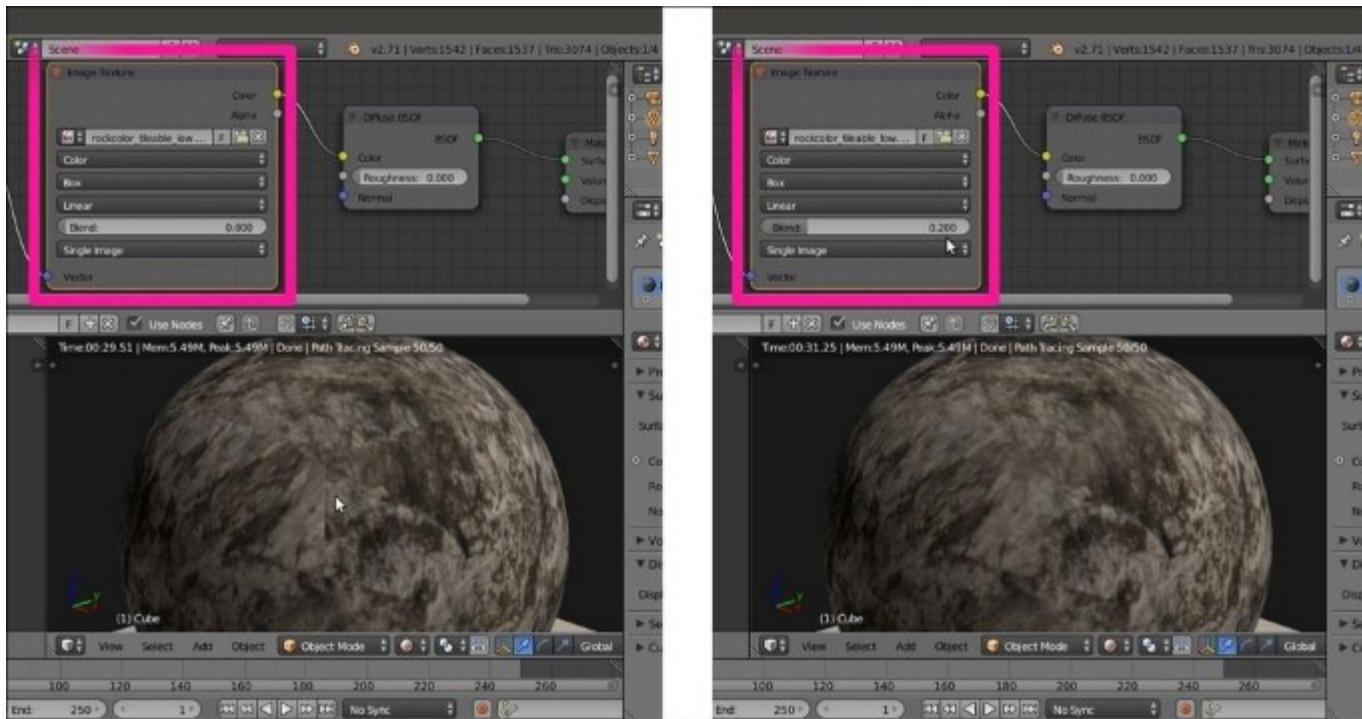 Scene
v2.71 | Verts:1542 | Faces:1537 | Tris:3074 | Objects:1/4
Image Texture
Color
Alpha
rockcolor_tileable_low... F
Color
Box
Linear
Blend: 0.000
Single Image
Vector
Diffuse BSDF
BSDF
Color
Roughness: 0.000
Normal
F
Use Nodes
Time:00:29.51 | Mem:5.49M, Peak:5.49M | Done | Path Tracing Sample 50/50
(1) Cube
View Select Add Object Object Mode Global
100 120 140 160 180 200 220 240 260
End: 250 1 No Sync
Scene
v2.71 | Verts:1542 | Faces:1537 | Tris:3074 | Objects:1/4
Image Texture
Color
Alpha
rockcolor_tileable_low... F
Color
Box
Linear
Blend: 0.200
Single Image
Vector
Diffuse BSDF
BSDF
Color
Roughness: 0.000
Normal
F
Use Nodes
Time:00:31.25 | Mem:5.49M, Peak:5.49M | Done | Path Tracing Sample 50/50
(1) Cube
View Select Add Object Object Mode Global
100 120 140 160 180 200 220 240 260
End: 250 1 No Sync